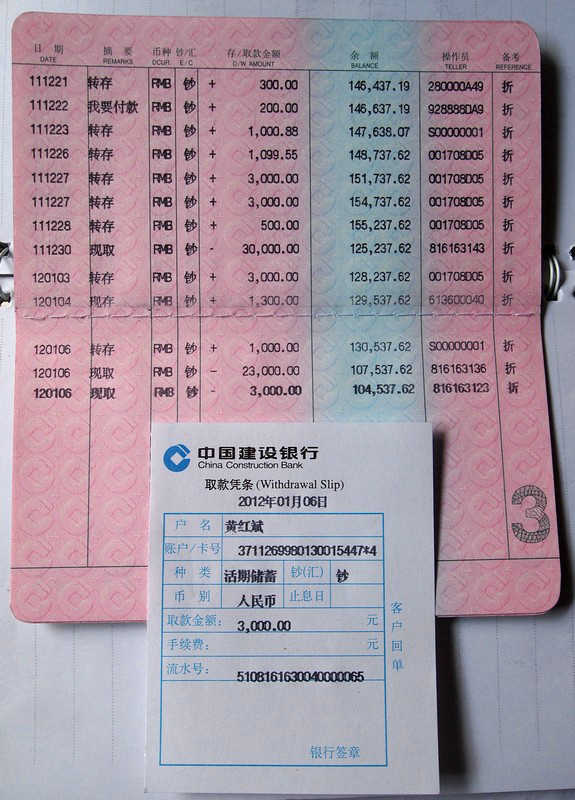 日 期 摘 要 币种 钞/汇 存/取款金额 余 额 操作员 备考
DATE REMARKS DCUR. E/C D/W AMOUNT BALANCE TELLER REFERENCE
111221 转存 RMB 钞 + 300.00 146,437.19 280000A49 折
111222 我要付款 RMB 钞 + 200.00 146,637.19 928888DA9 折
111223 转存 RMB 钞 + 1,000.88 147,638.07 S00000001 折
111226 转存 RMB 钞 + 1,099.55 148,737.62 001708D05 折
111227 转存 RMB 钞 + 3,000.00 151,737.62 001708D05 折
111227 转存 RMB 钞 + 3,000.00 154,737.62 001708D05 折
111228 转存 RMB 钞 + 500.00 155,237.62 001708D05 折
111230 现取 RMB 钞 - 30,000.00 125,237.62 816163143 折
120103 转存 RMB 钞 + 3,000.00 128,237.62 001708D05 折
120104 现存 RMB 钞 + 1,300.00 129,537.62 613600040 折
120106 转存 RMB 钞 + 1,000.00 130,537.62 S00000001 折
120106 现取 RMB 钞 - 23,000.00 107,537.62 816163136 折
120106 现取 RMB 钞 - 3,000.00 104,537.62 816163123 折
3
中国建设银行
China Construction Bank
取款凭条 (Withdrawal Slip)
2012年01月06日
户 名 黄红斌
账户/卡号 3711269980130015447*4
种 类 活期储蓄 钞(汇) 钞
币 别 人民币 止息日
取款金额: 3,000.00 元
手续费: 元
流水号: 5108161630040000065
客户回单
银行签章